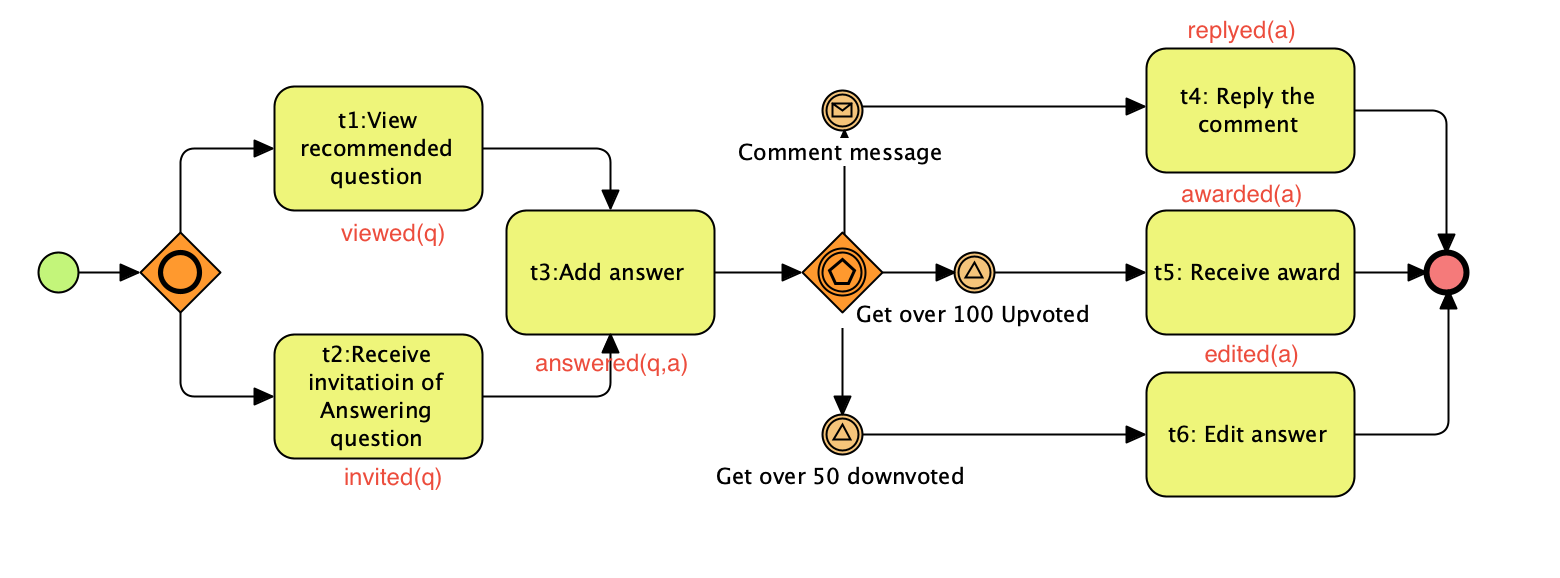 replyed(a)
t1:View
recommended
question
viewed(q)
t2:Receive
invitatioin of
Answering
question
invited(q)
t3:Add answer
answered(q,a)
Comment message
Get over 100 Upvoted
Get over 50 downvoted
t4: Reply the
comment
awarded(a)
t5: Receive award
edited(a)
t6: Edit answer